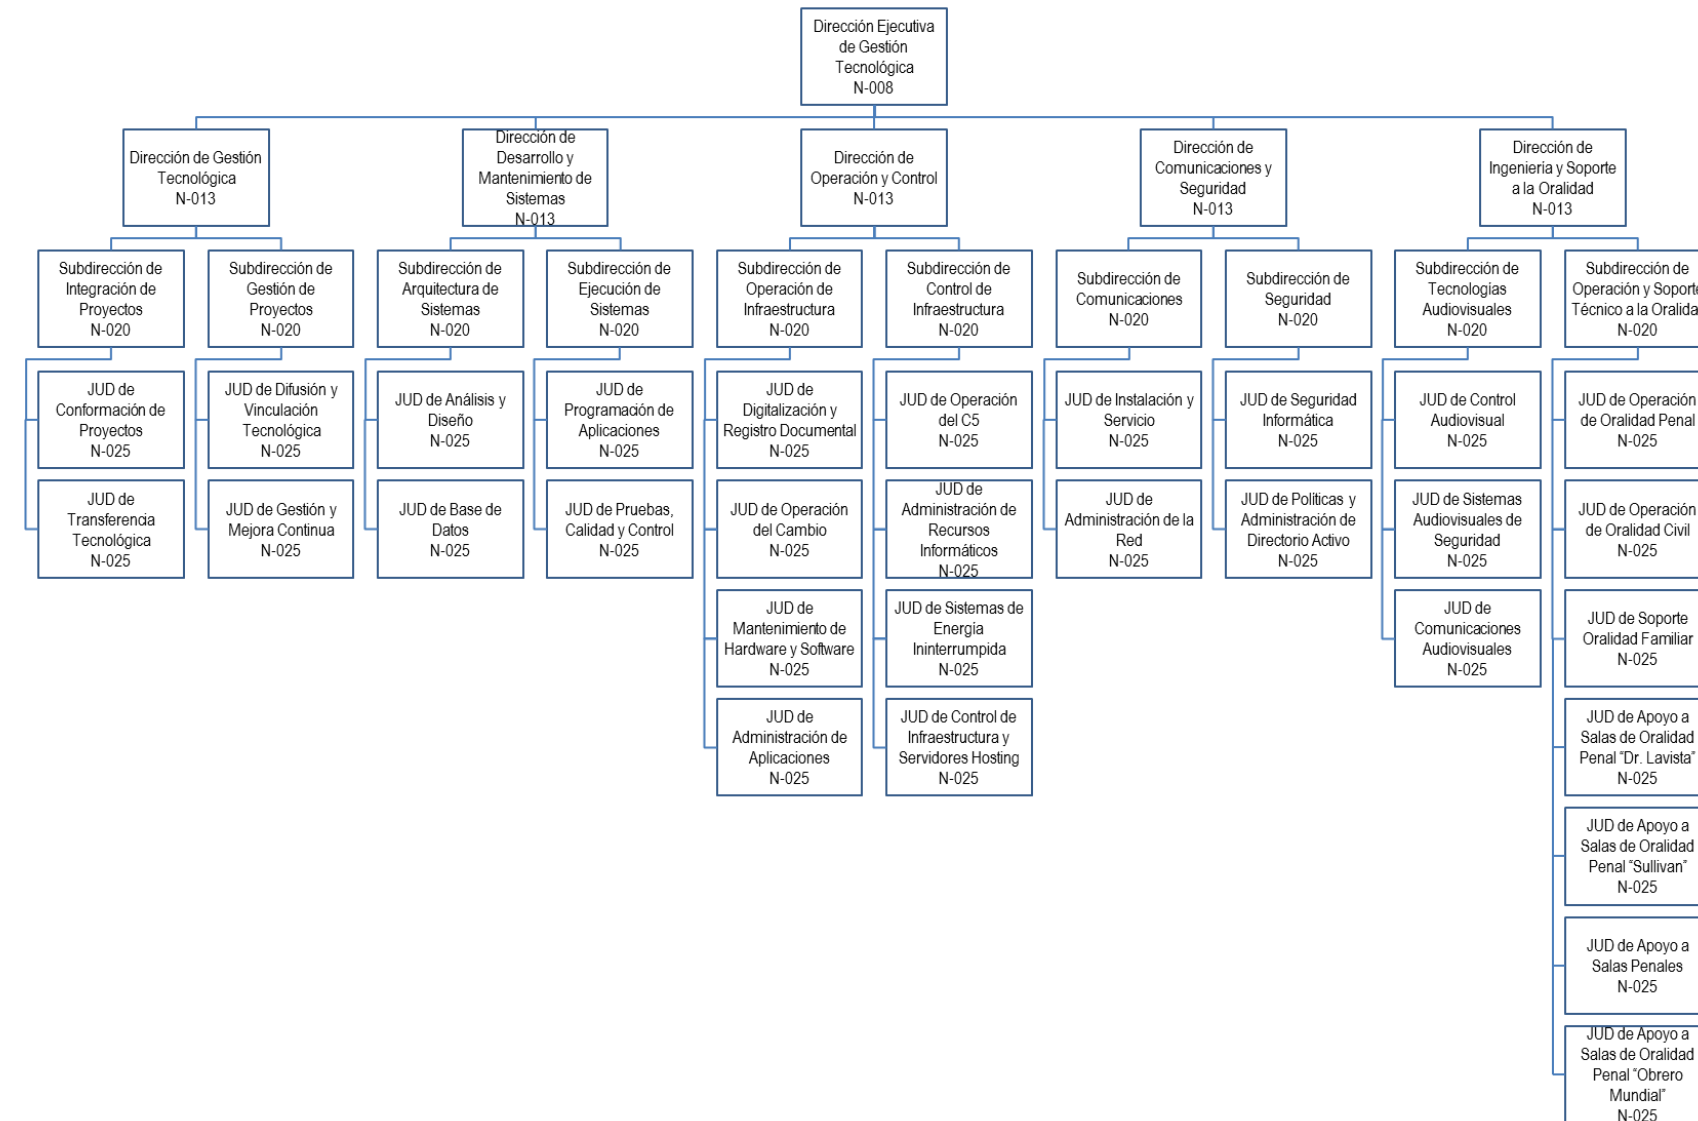 Dirección Ejecutiva
de Gestión
Tecnológica
N-008
Dirección de Gestión
Tecnológica
N-013
Dirección de
Desarrollo y
Mantenimiento de
Sistemas
N-013
Dirección de
Operación y Control
N-013
Dirección de
Comunicaciones y
Seguridad
N-013
Dirección de
Ingeniería y Soporte
a la Oralidad
N-013
Subdirección de
Integración de
Proyectos
N-020
Subdirección de
Gestión de
Proyectos
N-020
Subdirección de
Arquitectura de
Sistemas
N-020
Subdirección de
Ejecución de
Sistemas
N-020
Subdirección de
Operación de
Infraestructura
N-020
Subdirección de
Control de
Infraestructura
N-020
Subdirección de
Comunicaciones
N-020
Subdirección de
Seguridad
N-020
Subdirección de
Tecnologías
Audiovisuales
N-020
Subdirección de
Operación y Soporte
Técnico a la Oralida
N-020
JUD de
Conformación de
Proyectos
N-025
JUD de Difusión y
Vinculación
Tecnológica
N-025
JUD de Análisis y
Diseño
N-025
JUD de
Programación de
Aplicaciones
N-025
JUD de
Digitalización y
Registro Documental
N-025
JUD de Operación
del C5
N-025
JUD de Instalación y
Servicio
N-025
JUD de Seguridad
Informática
N-025
JUD de Control
Audiovisual
N-025
JUD de Operación
de Oralidad Penal
N-025
JUD de
Transferencia
Tecnológica
N-025
JUD de Gestión y
Mejora Continua
N-025
JUD de Base de
Datos
N-025
JUD de Pruebas,
Calidad y Control
N-025
JUD de Operación
del Cambio
N-025
JUD de
Administración de
Recursos
Informáticos
N-025
JUD de
Administración de la
Red
N-025
JUD de Políticas y
Administración de
Directorio Activo
N-025
JUD de Sistemas
Audiovisuales de
Seguridad
N-025
JUD de Operación
de Oralidad Civil
N-025
JUD de
Mantenimiento de
Hardware y Software
N-025
JUD de Sistemas de
Energía
Ininterrumpida
N-025
JUD de
Comunicaciones
Audiovisuales
N-025
JUD de Soporte
Oralidad Familiar
N-025
JUD de
Administración de
Aplicaciones
N-025
JUD de Control de
Infraestructura y
Servidores Hosting
N-025
JUD de Apoyo a
Salas de Oralidad
Penal “Dr. Lavista”
N-025
JUD de Apoyo a
Salas de Oralidad
Penal “Sullivan”
N-025
JUD de Apoyo a
Salas Penales
N-025
JUD de Apoyo a
Salas de Oralidad
Penal “Obrero
Mundial”
N-025